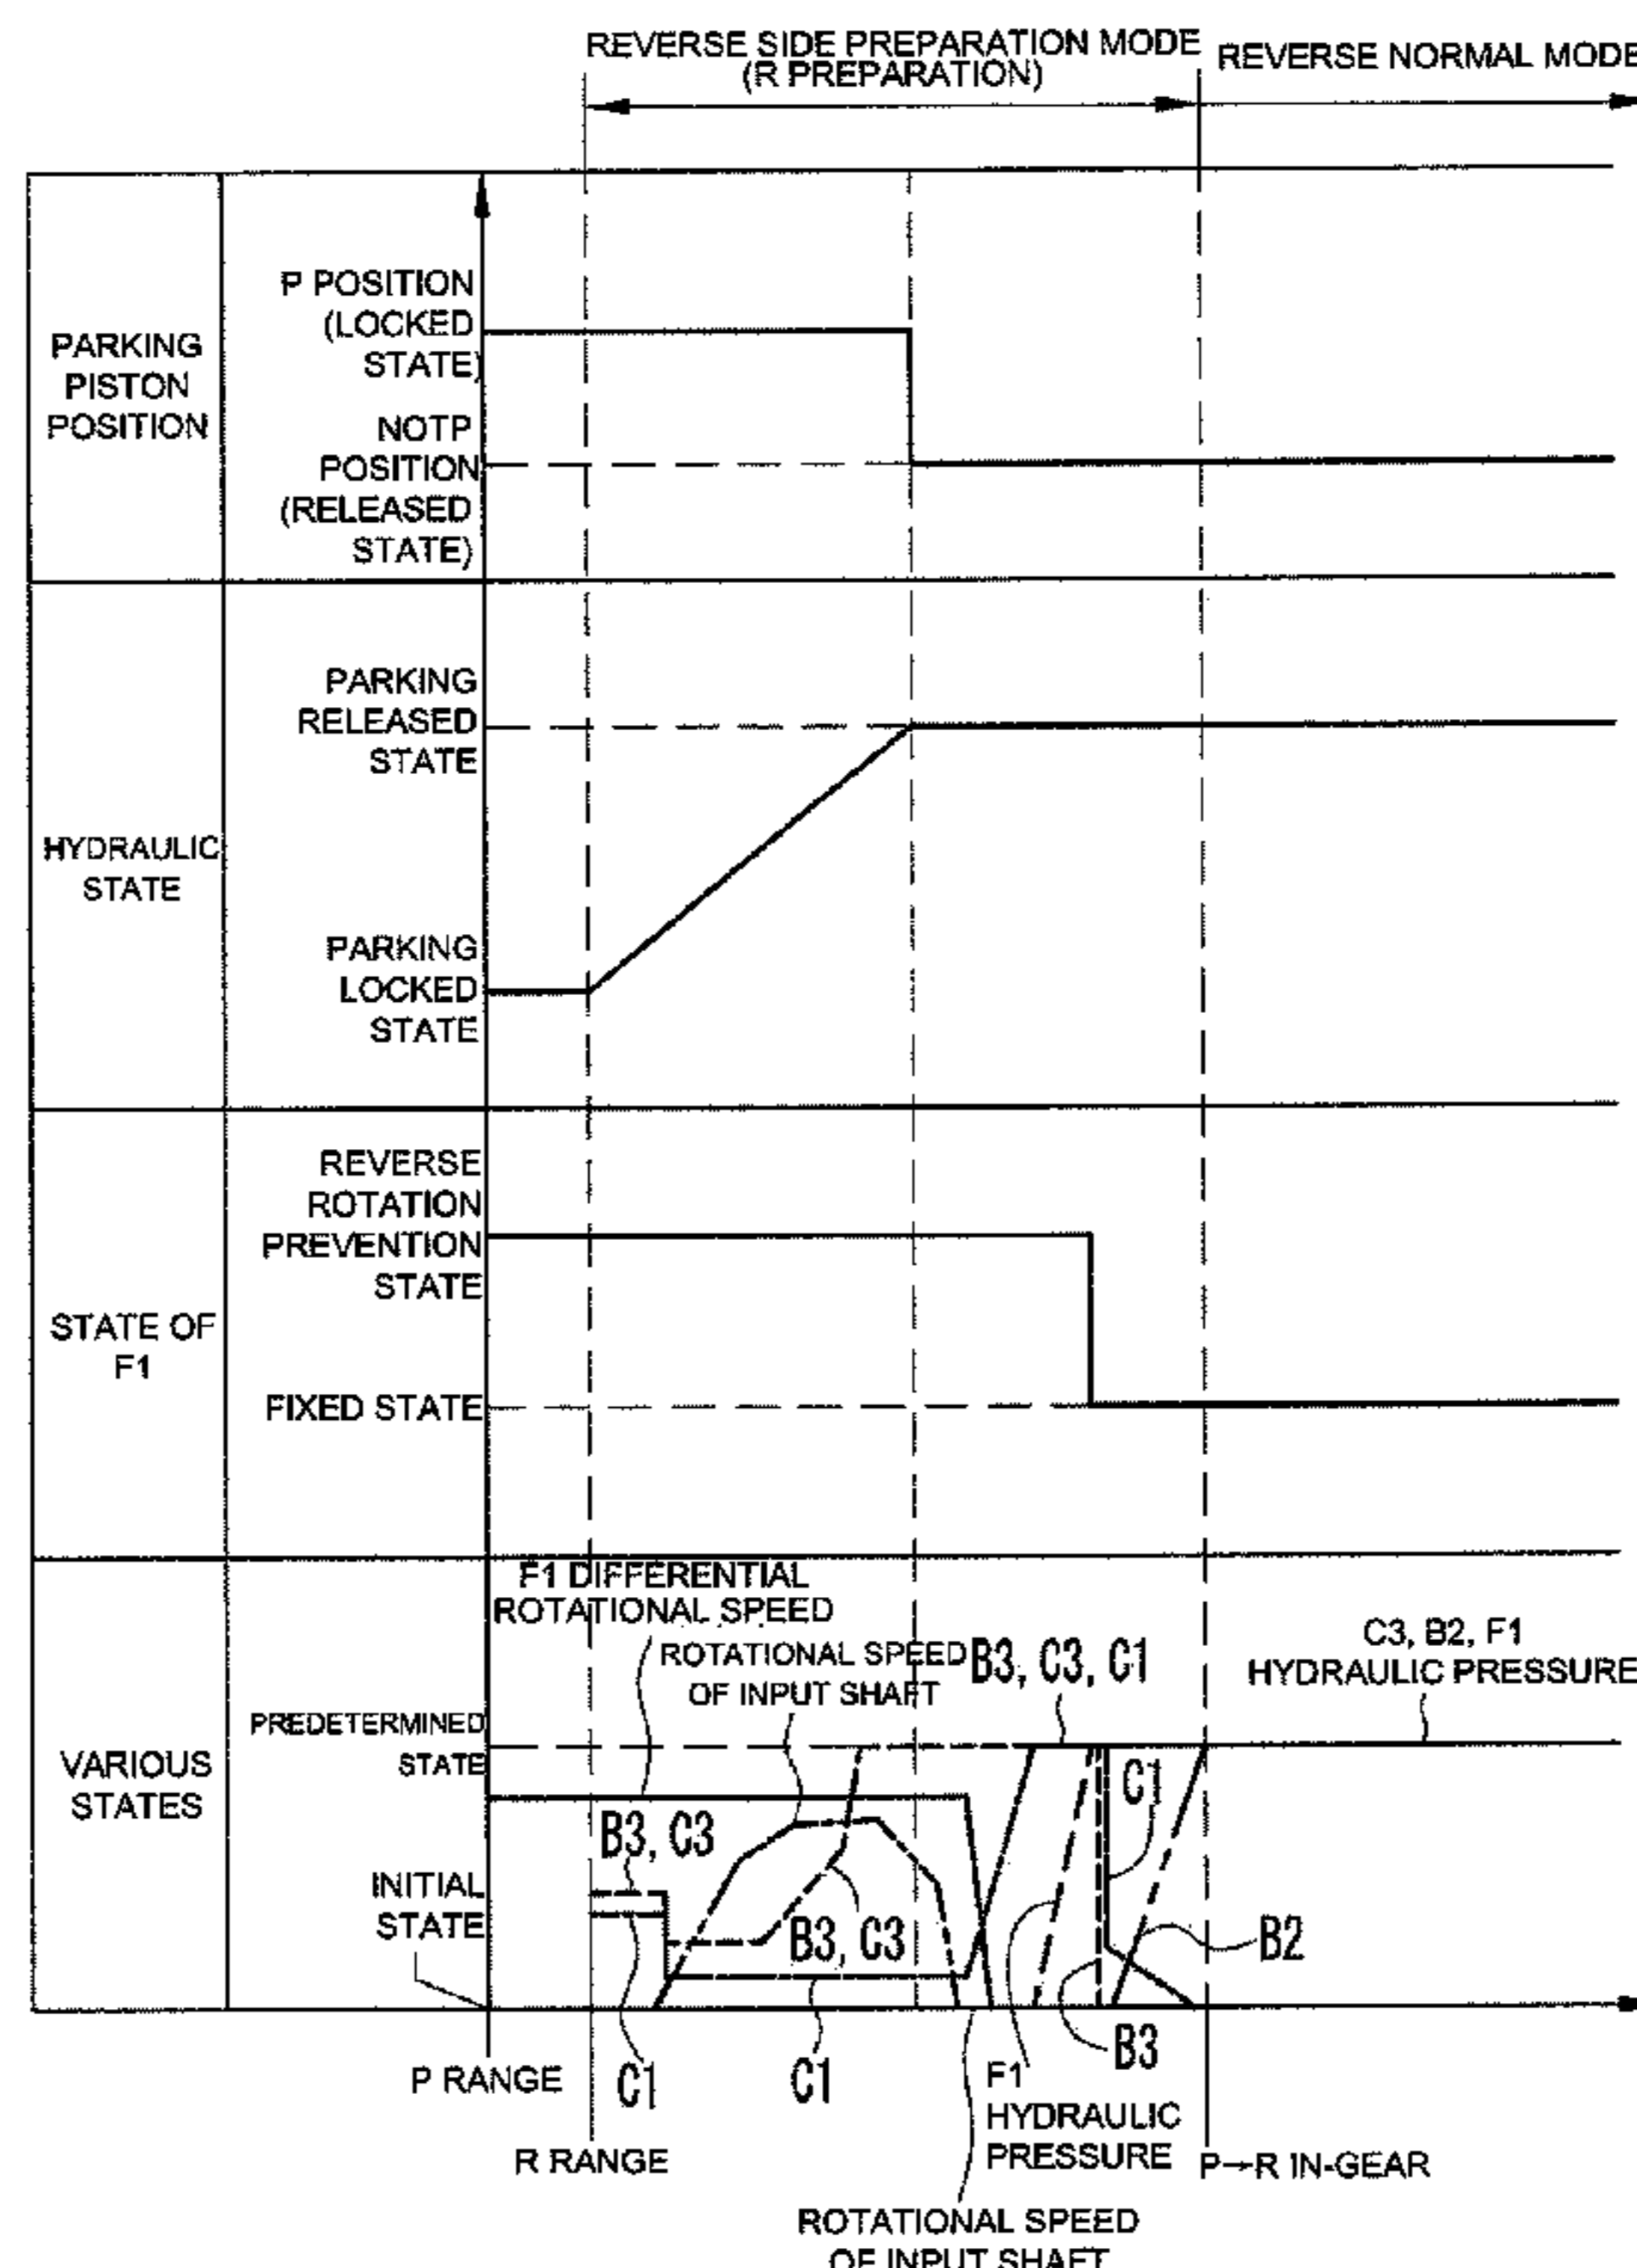 REVERSE SIDE PREPARATION MODE
(R PREPARATION)
REVERSE NORMAL MODE
PARKING
PISTON
POSITION
P POSITION
(LOCKED
STATE)
NOTP
POSITION
(RELEASED
STATE)
HYDRAULIC
STATE
PARKING
RELEASED
STATE
PARKING
LOCKED
STATE
STATE OF
F1
REVERSE
ROTATION
PREVENTION
STATE
FIXED STATE
VARIOUS
STATES
F1 DIFFERENTIAL
ROTATIONAL SPEED
ROTATIONAL SPEED
OF INPUT SHAFT
B3, C3, C1
C3, B2, F1
HYDRAULIC PRESSURE
PREDETERMINED
STATE
INITIAL
STATE
B3, C3
B3, C3
C1
B2
P RANGE
C1
C1
F1
HYDRAULIC
PRESSURE
B3
R RANGE
P→R IN-GEAR
ROTATIONAL SPEED
OF INPUT SHAFT